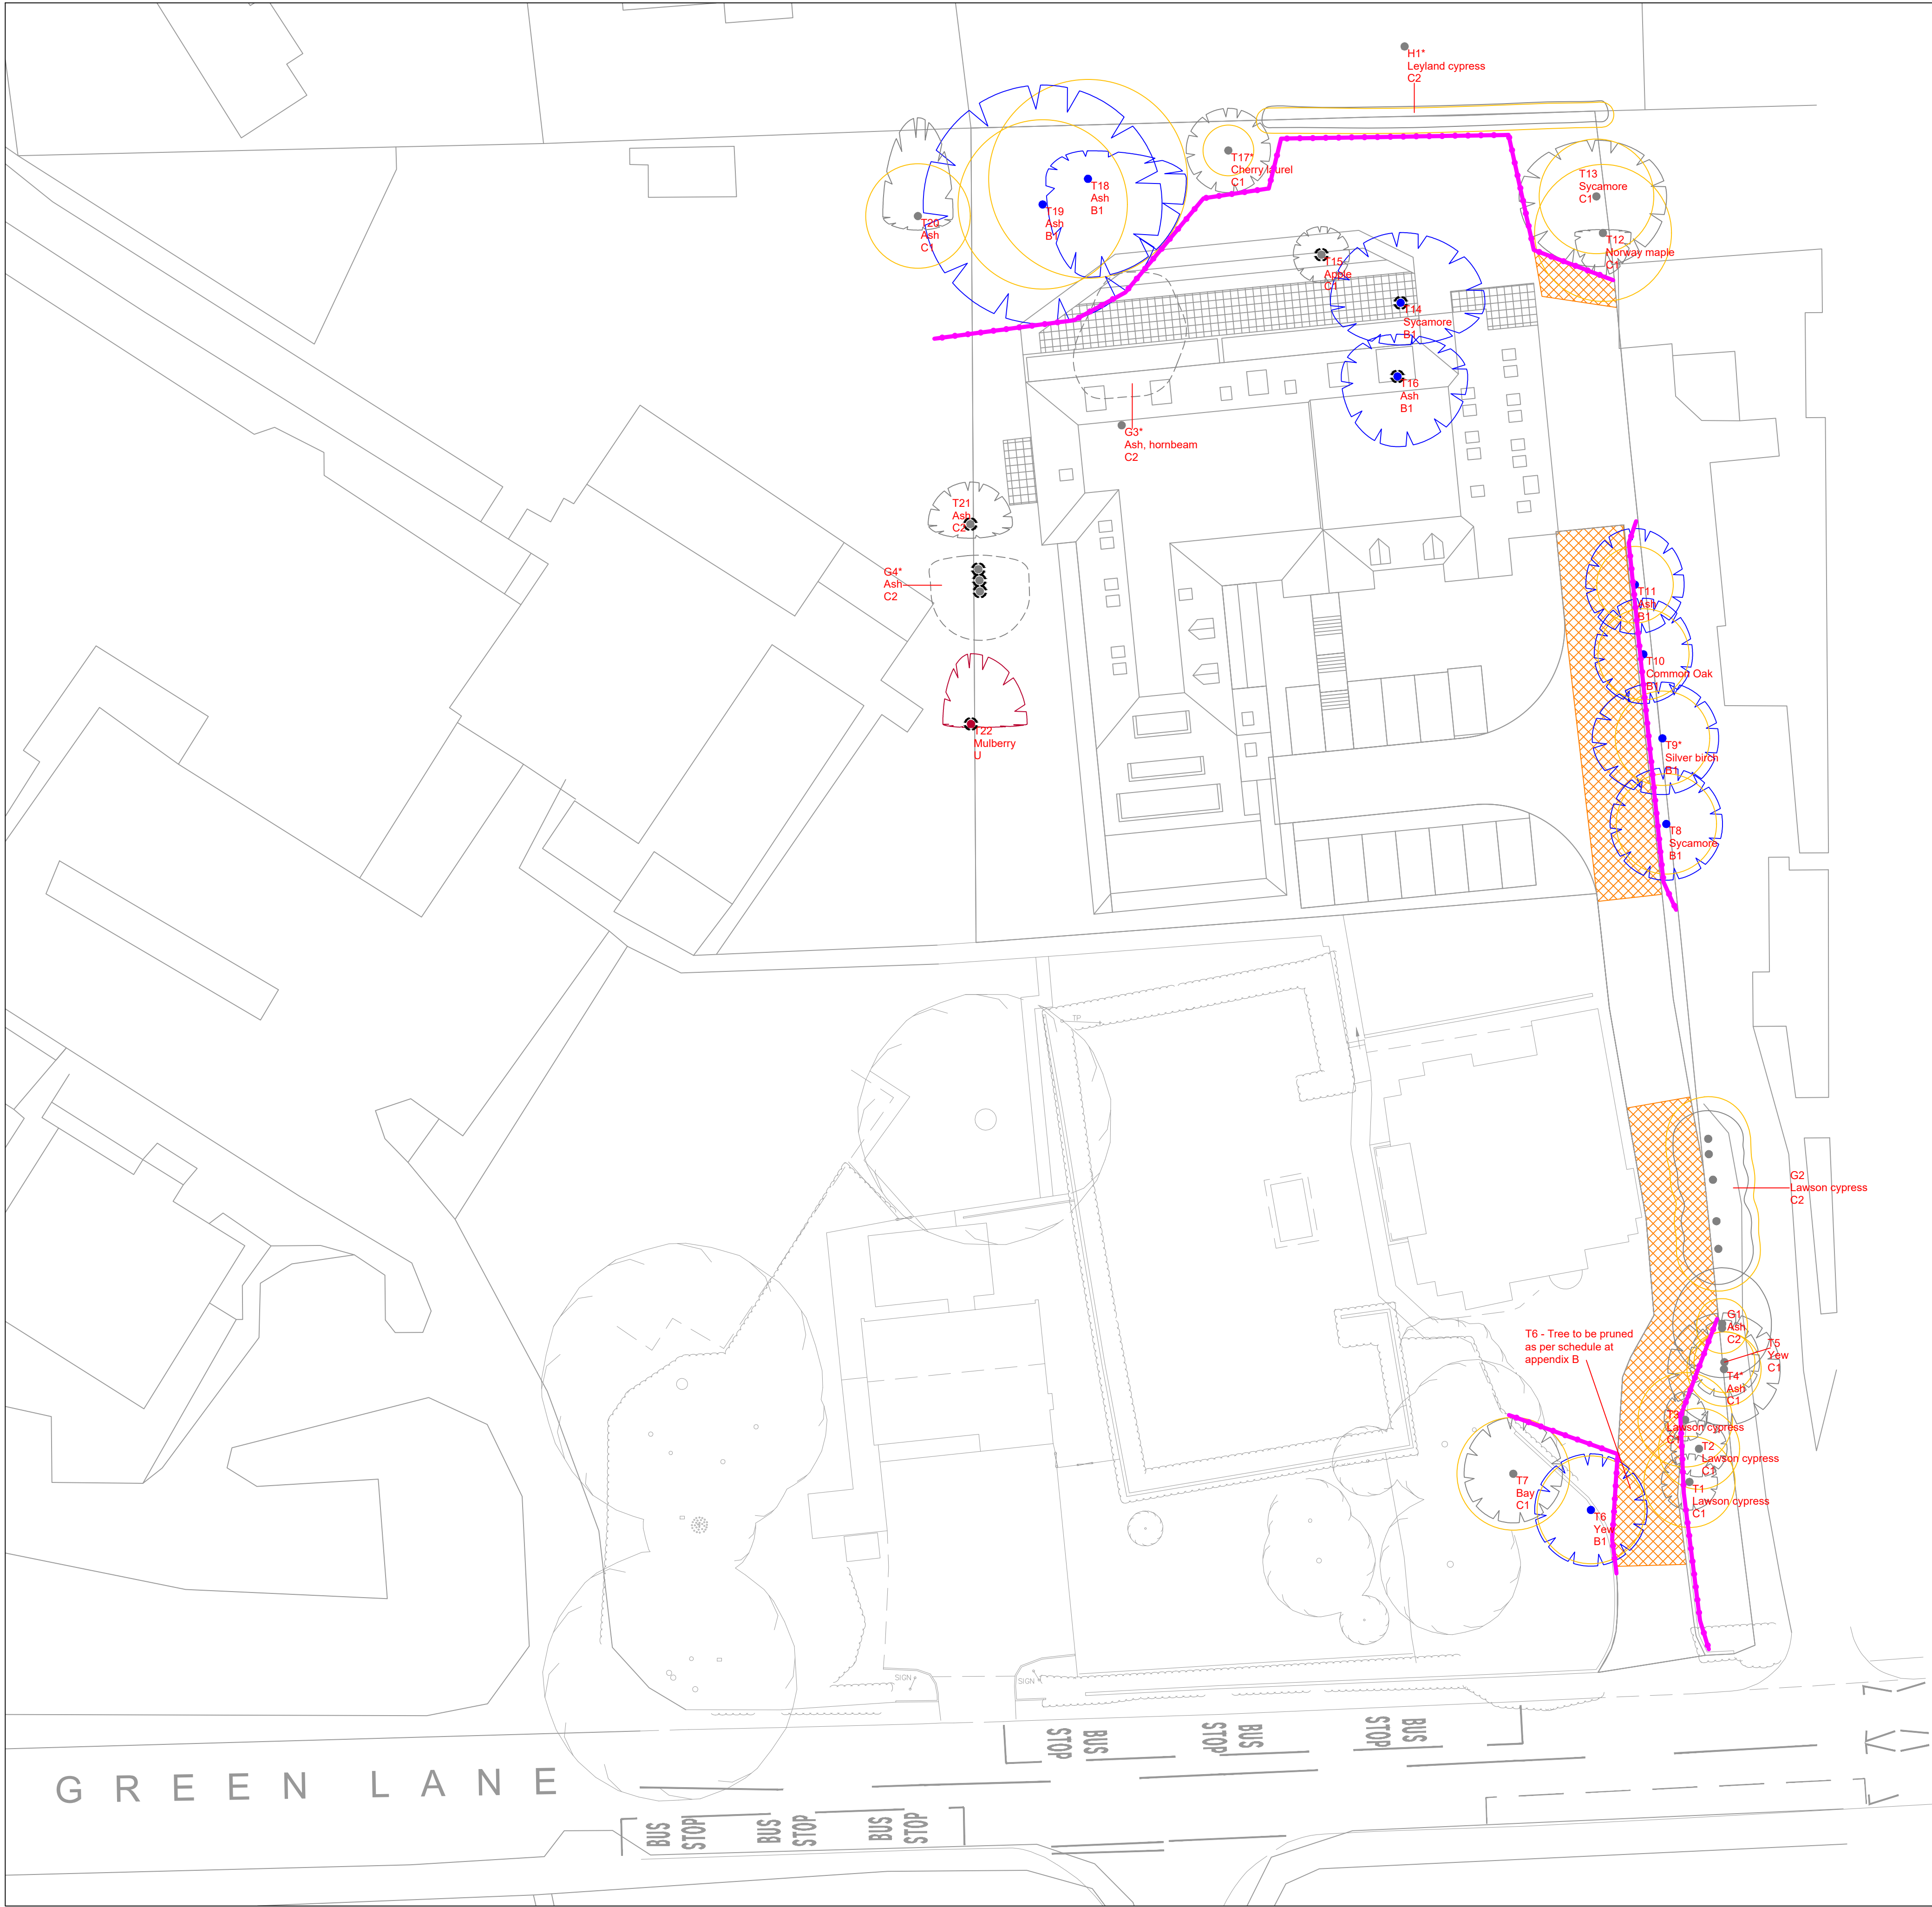 H1*
Leyland cypress
C2
T17*
Cherry laurel
C1
T18
Ash
B1
T19
Ash
B1
T20
Ash
C1
T13
Sycamore
C1
T12
Norway maple
C1
T15
Apple
C1
T14
Sycamore
B1
T16
Ash
B1
G3*
Ash, hornbeam
C2
T21
Ash
C2
G4*
Ash
C2
T22
Mulberry
U
T11
Ash
B1
T10
Common Oak
B1
T9*
Silver birch
B1
T8
Sycamore
B1
TP
G2
Lawson cypress
C2
G1
Ash
C2
T5
Yew
C1
T4*
Ash
C1
T6 - Tree to be pruned
as per schedule at
appendix B
T3
Lawson cypress
C1
T2
Lawson cypress
C1
T1
Lawson cypress
C1
T7
Bay
C1
T6
Yew
B1
SIGN
SIGN
BUS
STOP
BUS
STOP
BUS
STOP
GREEN LANE
BUS
STOP
BUS
STOP
BUS
STOP